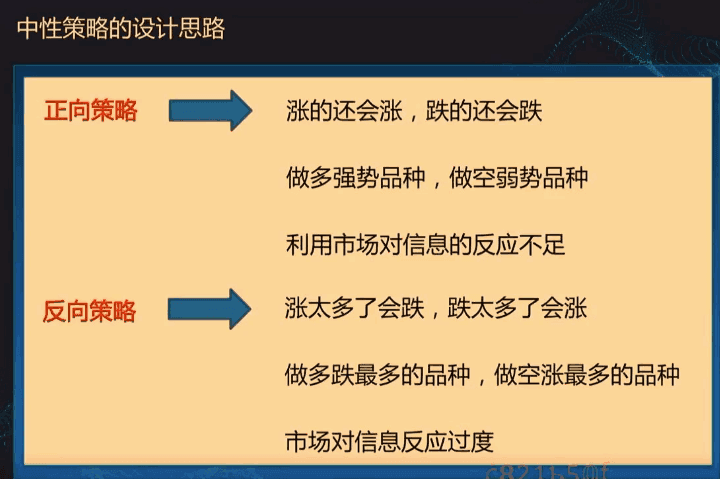 中性策略的设计思路
正向策略
涨的还会涨，跌的还会跌
做多强势品种，做空弱势品种
利用市场对信息的反应不足
反向策略
涨太多了会跌，跌太多了会涨
做多跌最多的品种，做空涨最多的品种
市场对信息反应过度